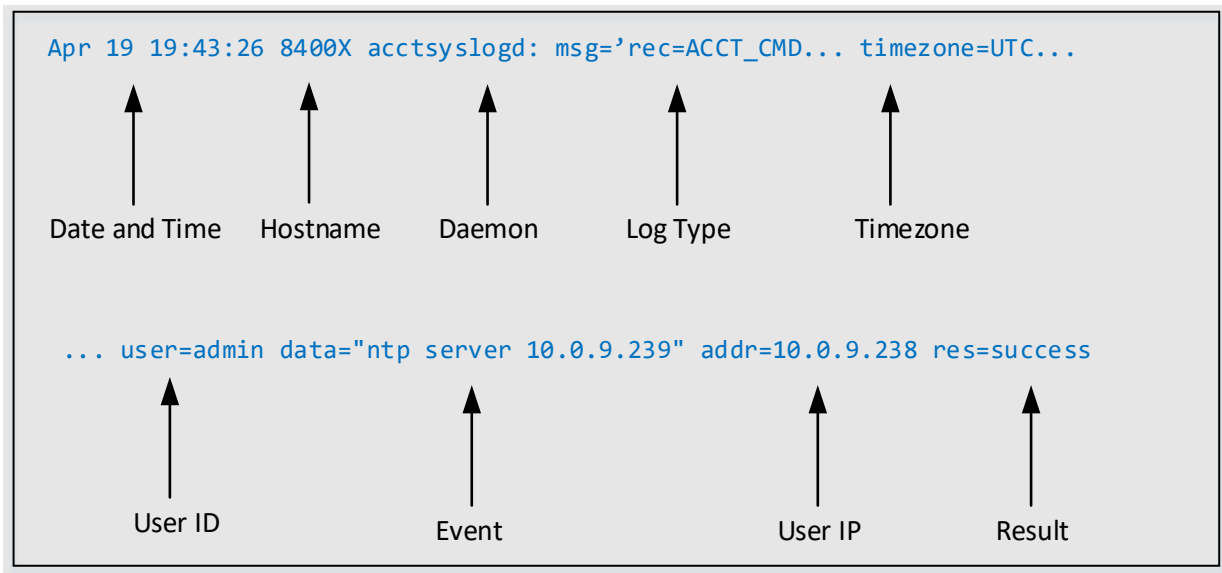 Apr 19 19:43:26 8400X acctsyslogd: msg=’rec=ACCT_CMD... timezone=UTC...
Date and Time Hostname Daemon Log Type Timezone
... user=admin data="ntp server 10.0.9.239" addr=10.0.9.238 res=success
User ID Event User IP Result